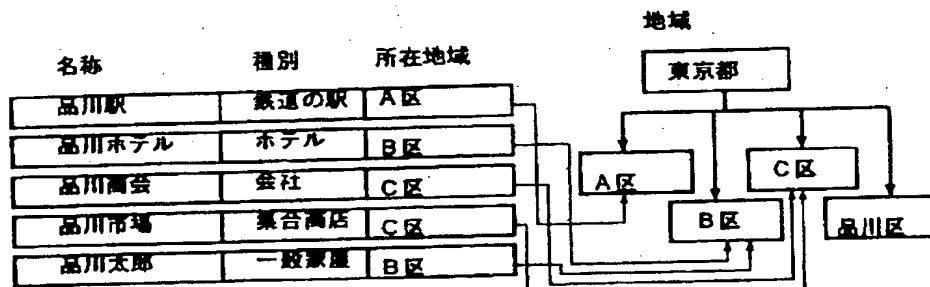 地域
名称 種別 所在地域
東京都
品川駅 鉄道の駅 A区
品川ホテル ホテル B区
品川商会 会社 C区
品川市場 集合商店 C区
品川太郎 一般家屋 B区
A区
C区
B区
品川区